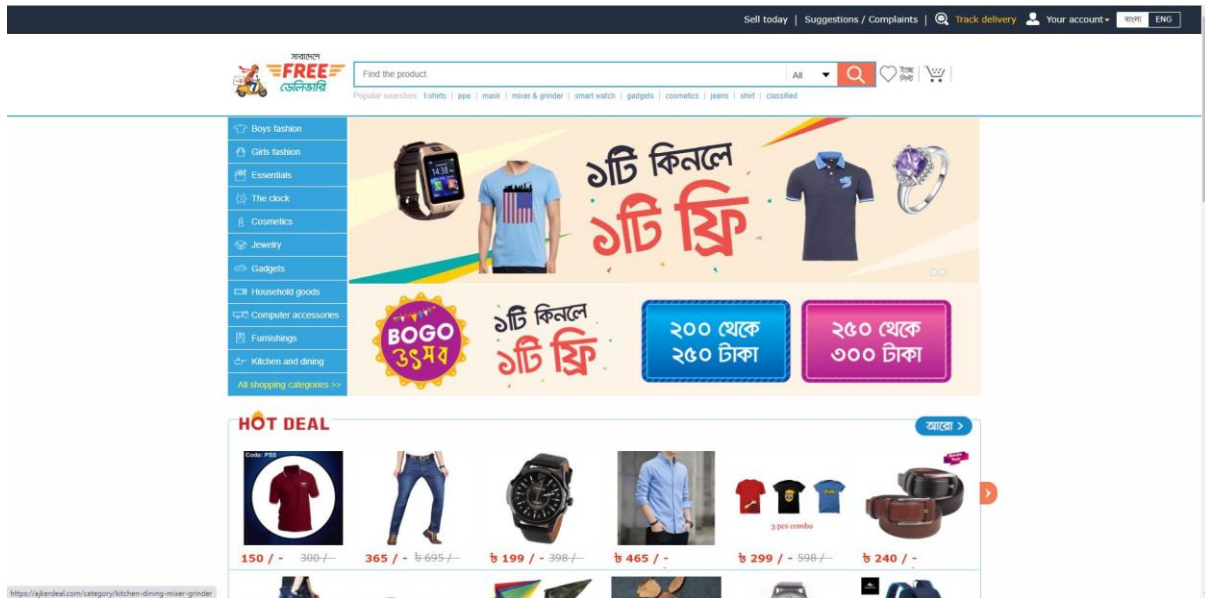 Sell today | Suggestions / Complaints | Track delivery Your account বাংলা ENG
সারাদেশে
FREE
ডেলিভারি
Find the product All
ইচ্ছে
লিস্ট
Popular searches: t-shirts | ppe | mask | mixer & grinder | smart watch | gadgets | cosmetics | jeans | shirt | classified
Boys fashion
Girls fashion
Essentials
The clock
Cosmetics
Jewelry
Gadgets
Household goods
Computer accessories
Furnishings
Kitchen and dining
All shopping categories >>
১টি কিনলে
১টি ফ্রি
BOGO
উৎসব
১টি কিনলে
১টি ফ্রি
২০০ থেকে
২৫০ টাকা
২৫০ থেকে
৩০০ টাকা
HOT DEAL
আরো >
Code: P55
3 pcs combo
150 / - 300 /-
365 / - ৳ 695 /-
৳ 199 / - 398 /-
৳ 465 / -
৳ 299 / - 598 /-
৳ 240 / -
https://ajkerdeal.com/category/kitchen-dining-mixer-grinder